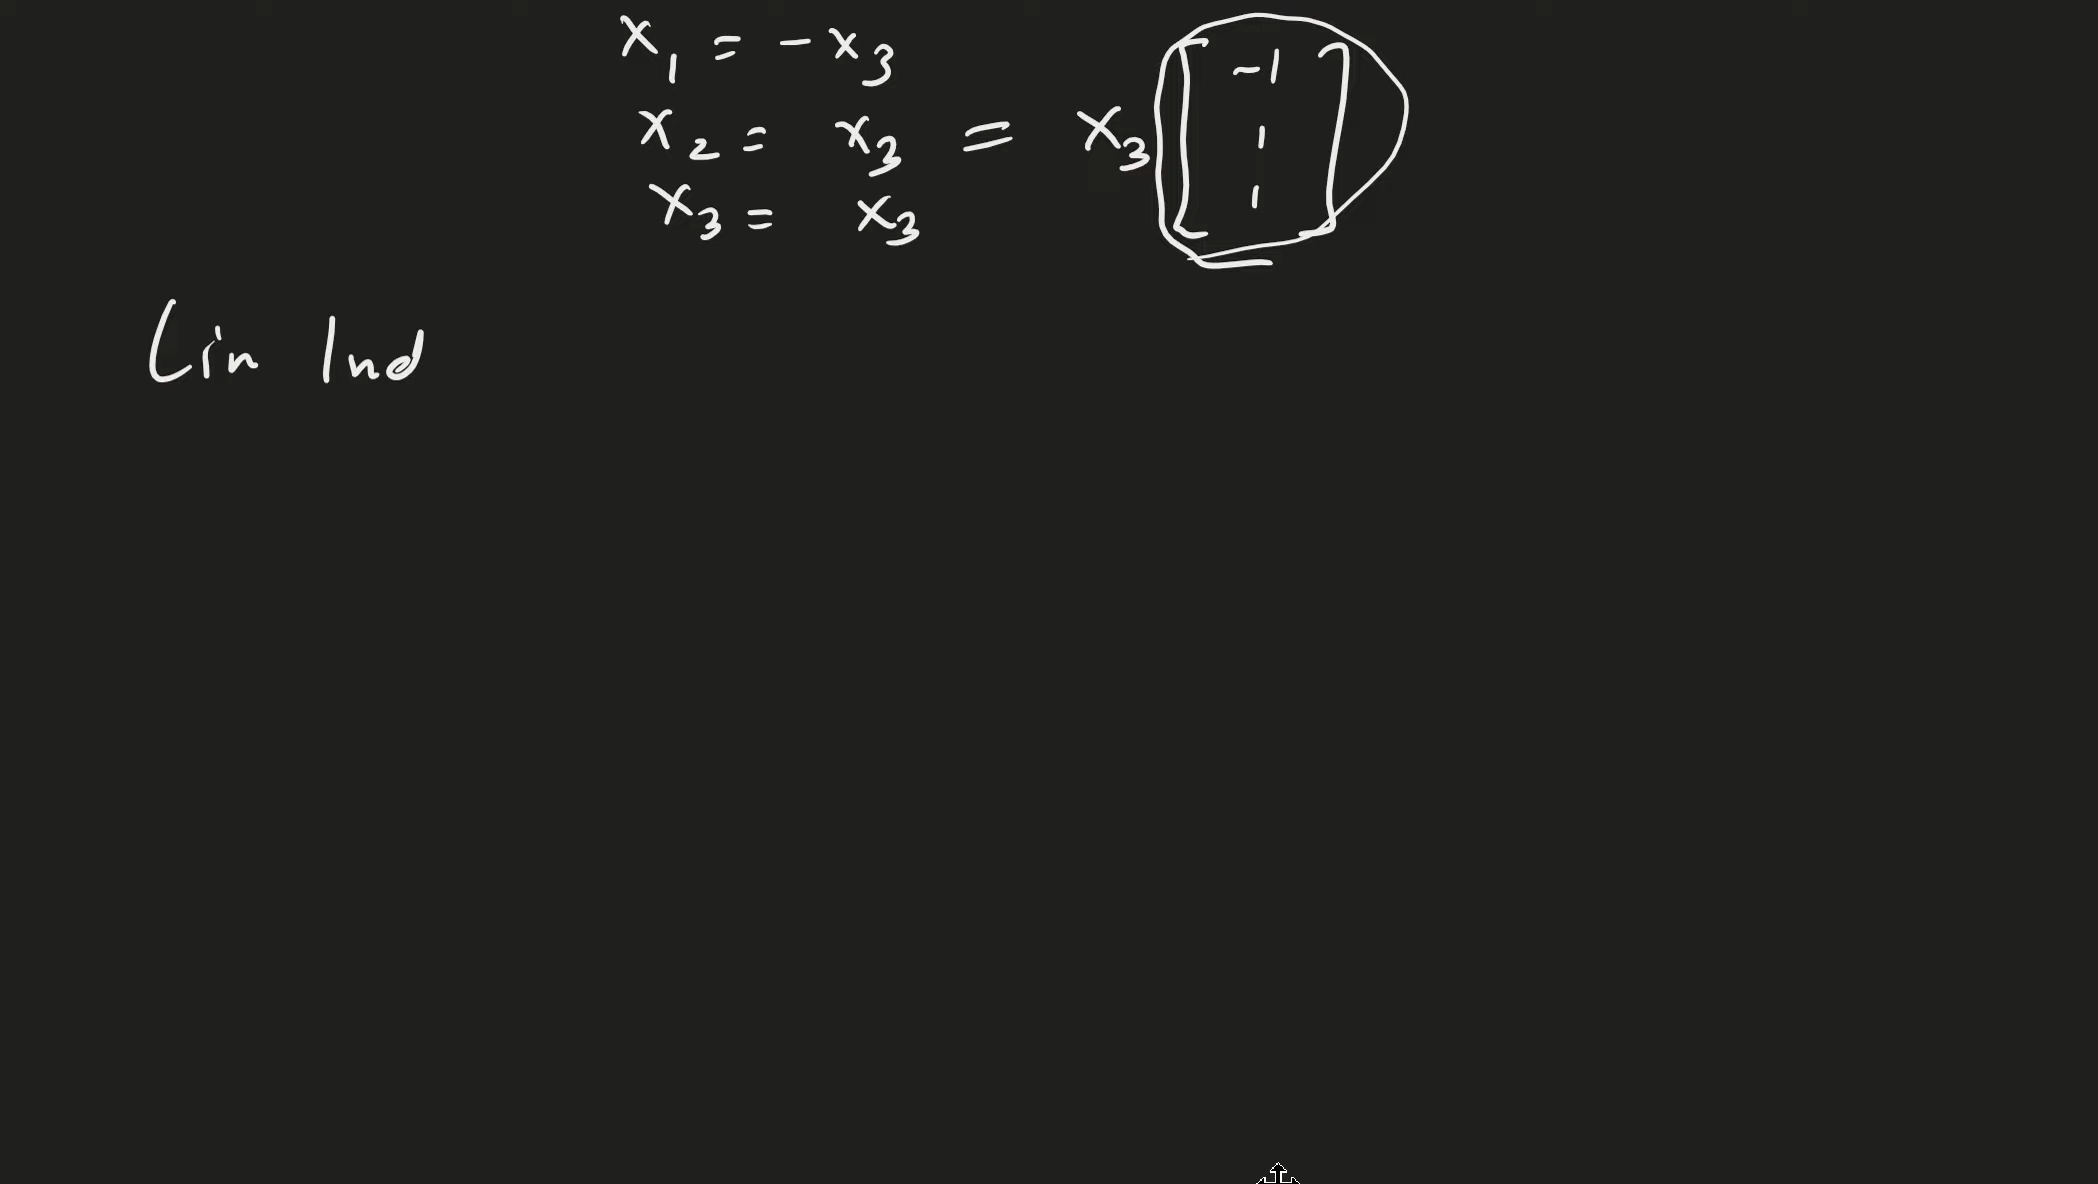 x₁ = -x₃
x₂ = x₃ = x₃ [-1 1 1]
x₃ = x₃
Lin Ind